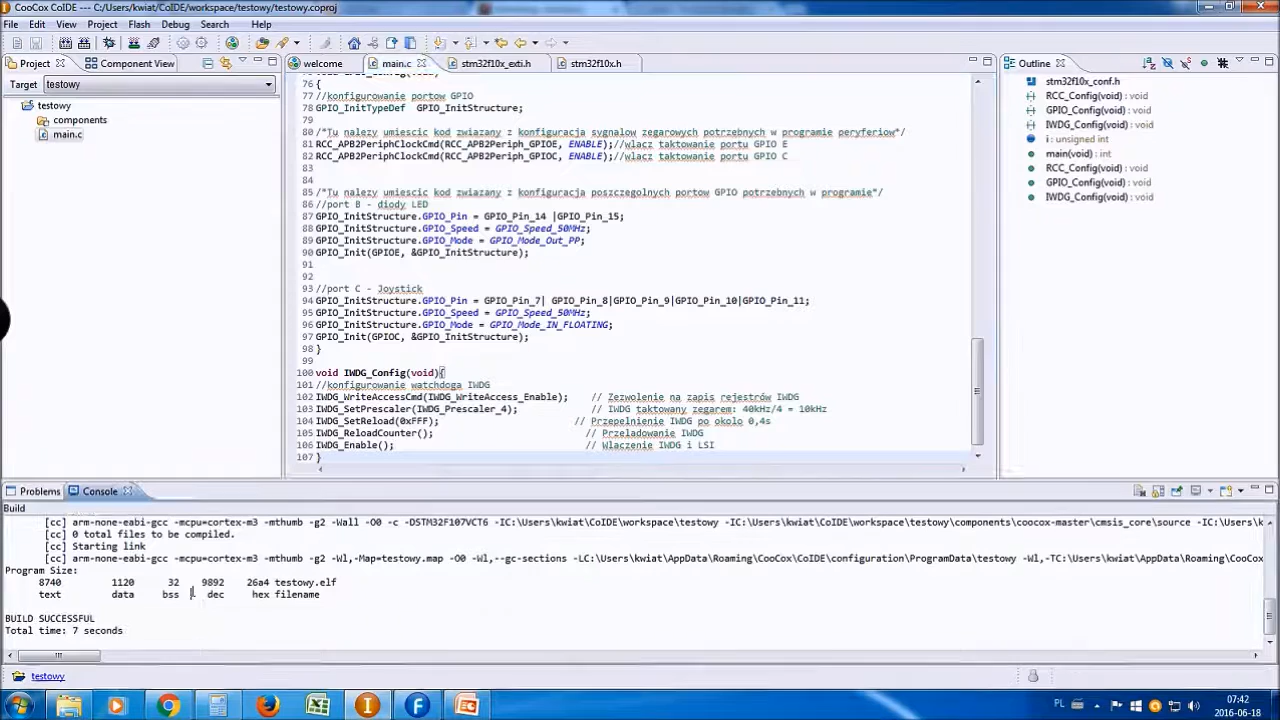 CooCox CoIDE --- C:/Users/kwiat/CoIDE/workspace/testowy/testowy.coproj
File Edit View Project Flash Debug Search Help
Project Component View
welcome main.c stm32f10x_exti.h stm32f10x.h
Outline
Target testowy
testowy
components
main.c
76 {
77 //konfigurowanie portow GPIO
78 GPIO_InitTypeDef GPIO_InitStructure;
79
80 /*Tu nalezy umiescic kod zwiazany z konfiguracja sygnalow zegarowych potrzebnych w programie peryferiow*/
81 RCC_APB2PeriphClockCmd(RCC_APB2Periph_GPIOE, ENABLE);//wlacz taktowanie portu GPIO E
82 RCC_APB2PeriphClockCmd(RCC_APB2Periph_GPIOC, ENABLE);//wlacz taktowanie portu GPIO C
83
84
85 /*Tu nalezy umiescic kod zwiazany z konfiguracja poszczegolnych portow GPIO potrzebnych w programie*/
86 //port B - diody LED
87 GPIO_InitStructure.GPIO_Pin = GPIO_Pin_14 |GPIO_Pin_15;
88 GPIO_InitStructure.GPIO_Speed = GPIO_Speed_50MHz;
89 GPIO_InitStructure.GPIO_Mode = GPIO_Mode_Out_PP;
90 GPIO_Init(GPIOE, &GPIO_InitStructure);
91
92
93 //port C - Joystick
94 GPIO_InitStructure.GPIO_Pin = GPIO_Pin_7| GPIO_Pin_8|GPIO_Pin_9|GPIO_Pin_10|GPIO_Pin_11;
95 GPIO_InitStructure.GPIO_Speed = GPIO_Speed_50MHz;
96 GPIO_InitStructure.GPIO_Mode = GPIO_Mode_IN_FLOATING;
97 GPIO_Init(GPIOC, &GPIO_InitStructure);
98 }
99
100 void IWDG_Config(void){
101 //konfigurowanie watchdoga IWDG
102 IWDG_WriteAccessCmd(IWDG_WriteAccess_Enable); // Zezwolenie na zapis rejestrów IWDG
103 IWDG_SetPrescaler(IWDG_Prescaler_4); // IWDG taktowany zegarem: 40kHz/4 = 10kHz
104 IWDG_SetReload(0xFFF); // Przepelnienie IWDG po okolo 0,4s
105 IWDG_ReloadCounter(); // Przeladowanie IWDG
106 IWDG_Enable(); // Wlaczenie IWDG i LSI
107 }
stm32f10x_conf.h
RCC_Config(void) : void
GPIO_Config(void) : void
IWDG_Config(void) : void
i : unsigned int
main(void) : int
RCC_Config(void) : void
GPIO_Config(void) : void
IWDG_Config(void) : void
Problems Console
Build
[cc] arm-none-eabi-gcc -mcpu=cortex-m3 -mthumb -g2 -Wall -O0 -c -DSTM32F107VCT6 -IC:\Users\kwiat\CoIDE\workspace\testowy -IC:\Users\kwiat\CoIDE\workspace\testowy\components\coocox-master\cmsis_core\source -IC:\Users\k
[cc] 0 total files to be compiled.
[cc] Starting link
[cc] arm-none-eabi-gcc -mcpu=cortex-m3 -mthumb -g2 -Wl,-Map=testowy.map -O0 -Wl,--gc-sections -LC:\Users\kwiat\AppData\Roaming\CooCox\CoIDE\configuration\ProgramData\testowy -Wl,-TC:\Users\kwiat\AppData\Roaming\CooCox
Program Size:
8740 1120 32 9892 26a4 testowy.elf
text data bss dec hex filename
BUILD SUCCESSFUL
Total time: 7 seconds
testowy
PL
07:42
2016-06-18